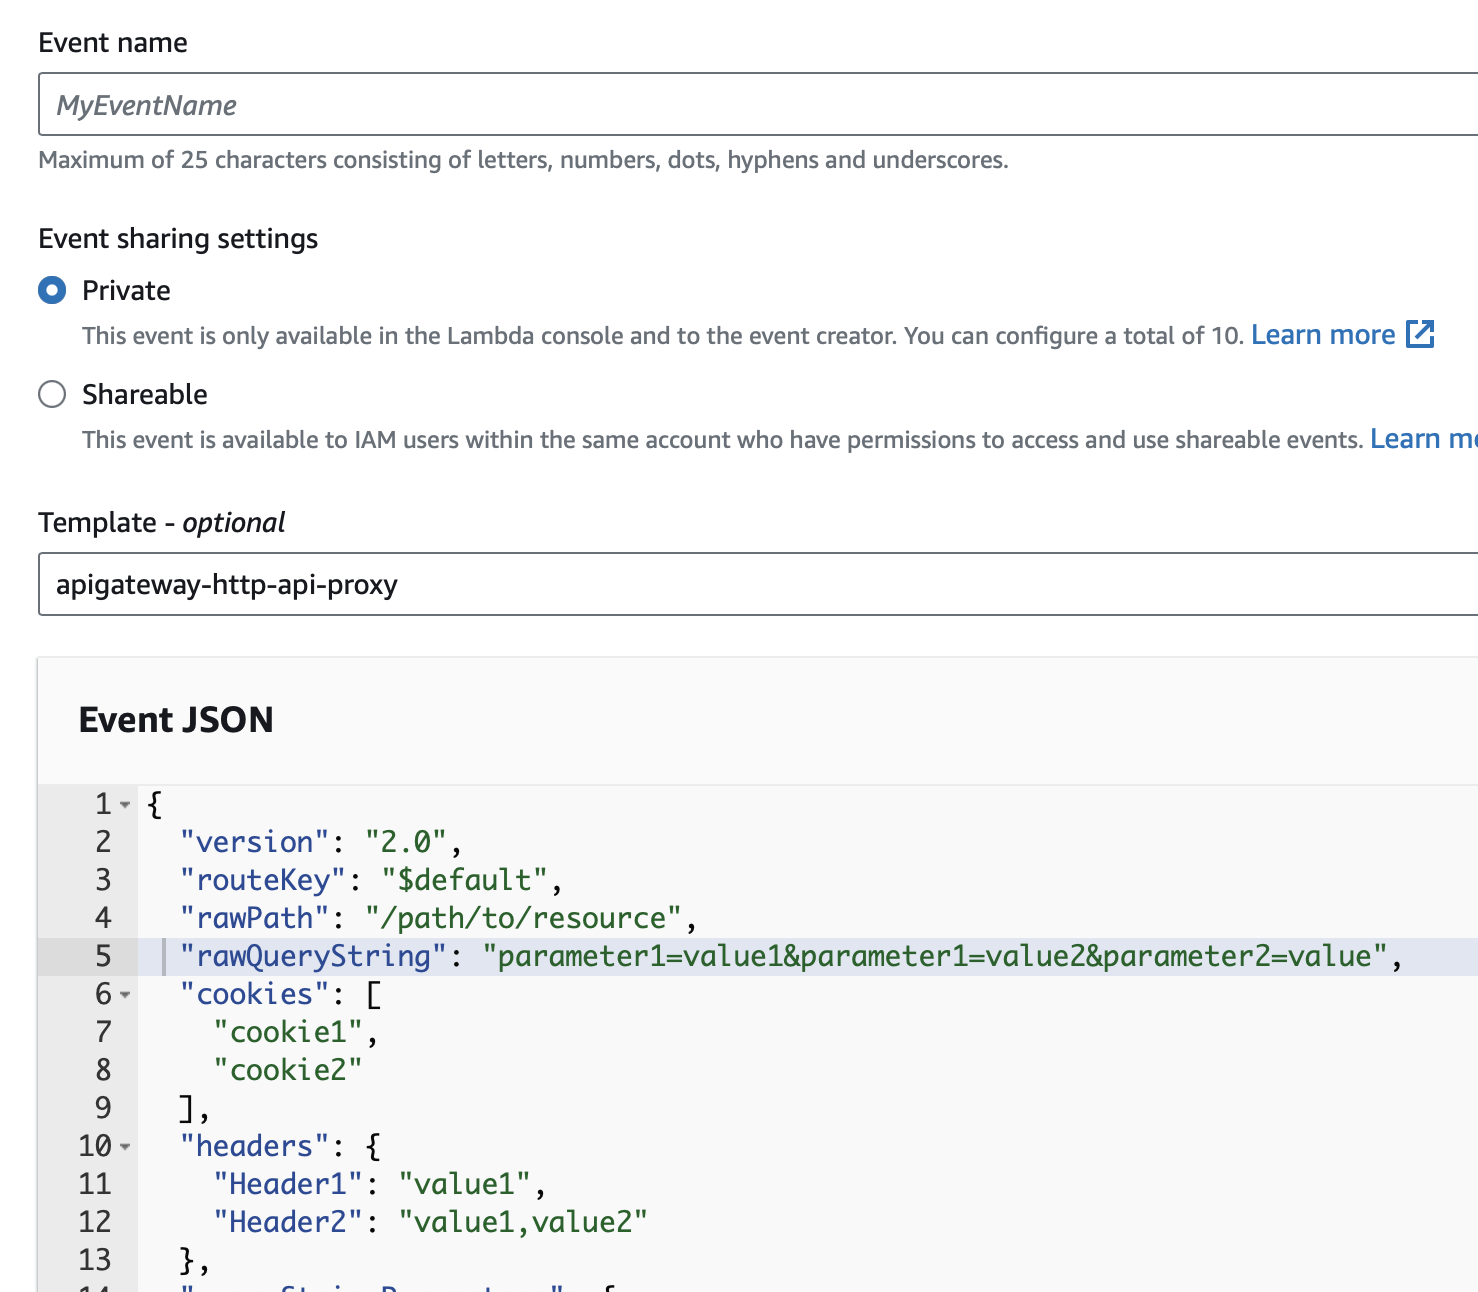 Event name
MyEventName
Maximum of 25 characters consisting of letters, numbers, dots, hyphens and underscores.
Event sharing settings
Private
This event is only available in the Lambda console and to the event creator. You can configure a total of 10. Learn more
Shareable
This event is available to IAM users within the same account who have permissions to access and use shareable events. Learn
Template - optional
apigateway-http-api-proxy
Event JSON
1 {
2 "version": "2.0",
3 "routeKey": "$default",
4 "rawPath": "/path/to/resource",
5 "rawQueryString": "parameter1=value1&parameter1=value2&parameter2=value",
6 "cookies": [
7 "cookie1",
8 "cookie2"
9 ],
10 "headers": {
11 "Header1": "value1",
12 "Header2": "value1,value2"
13 },